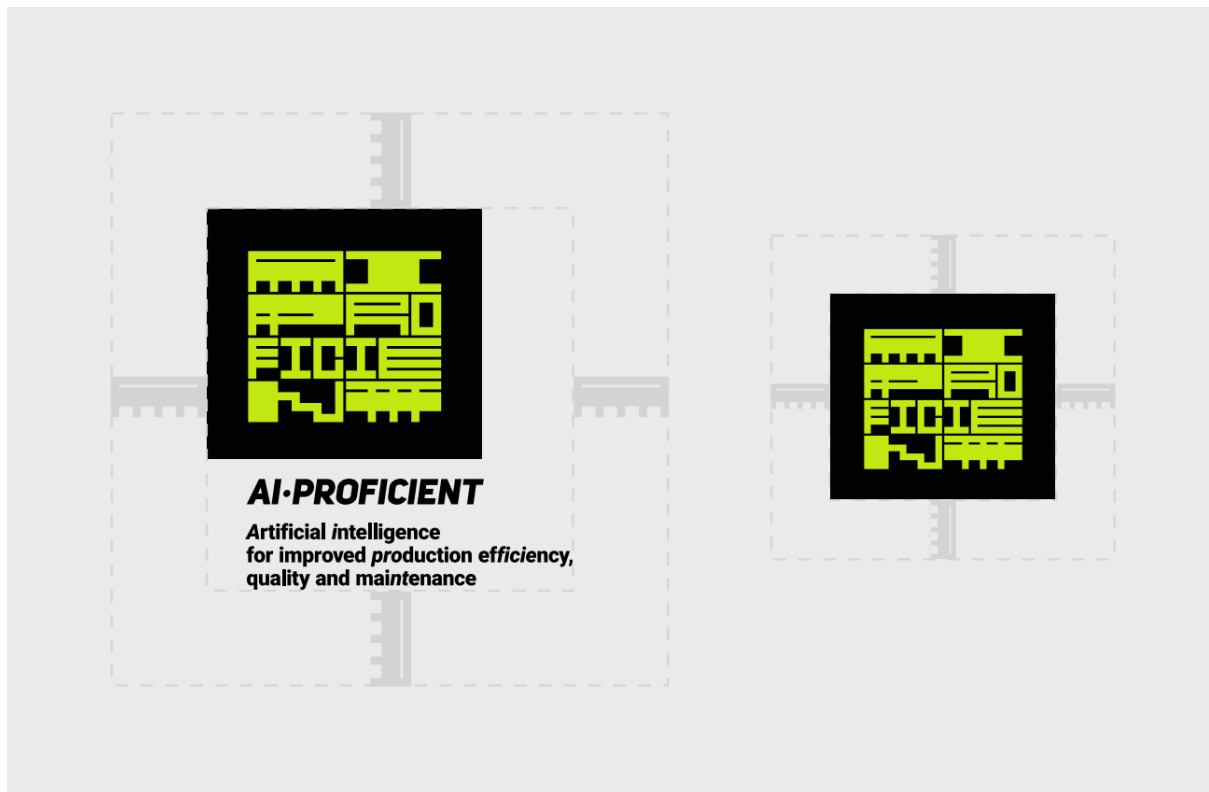 AI·PROFICIENT
Artificial intelligence
for improved production efficiency,
quality and maintenance